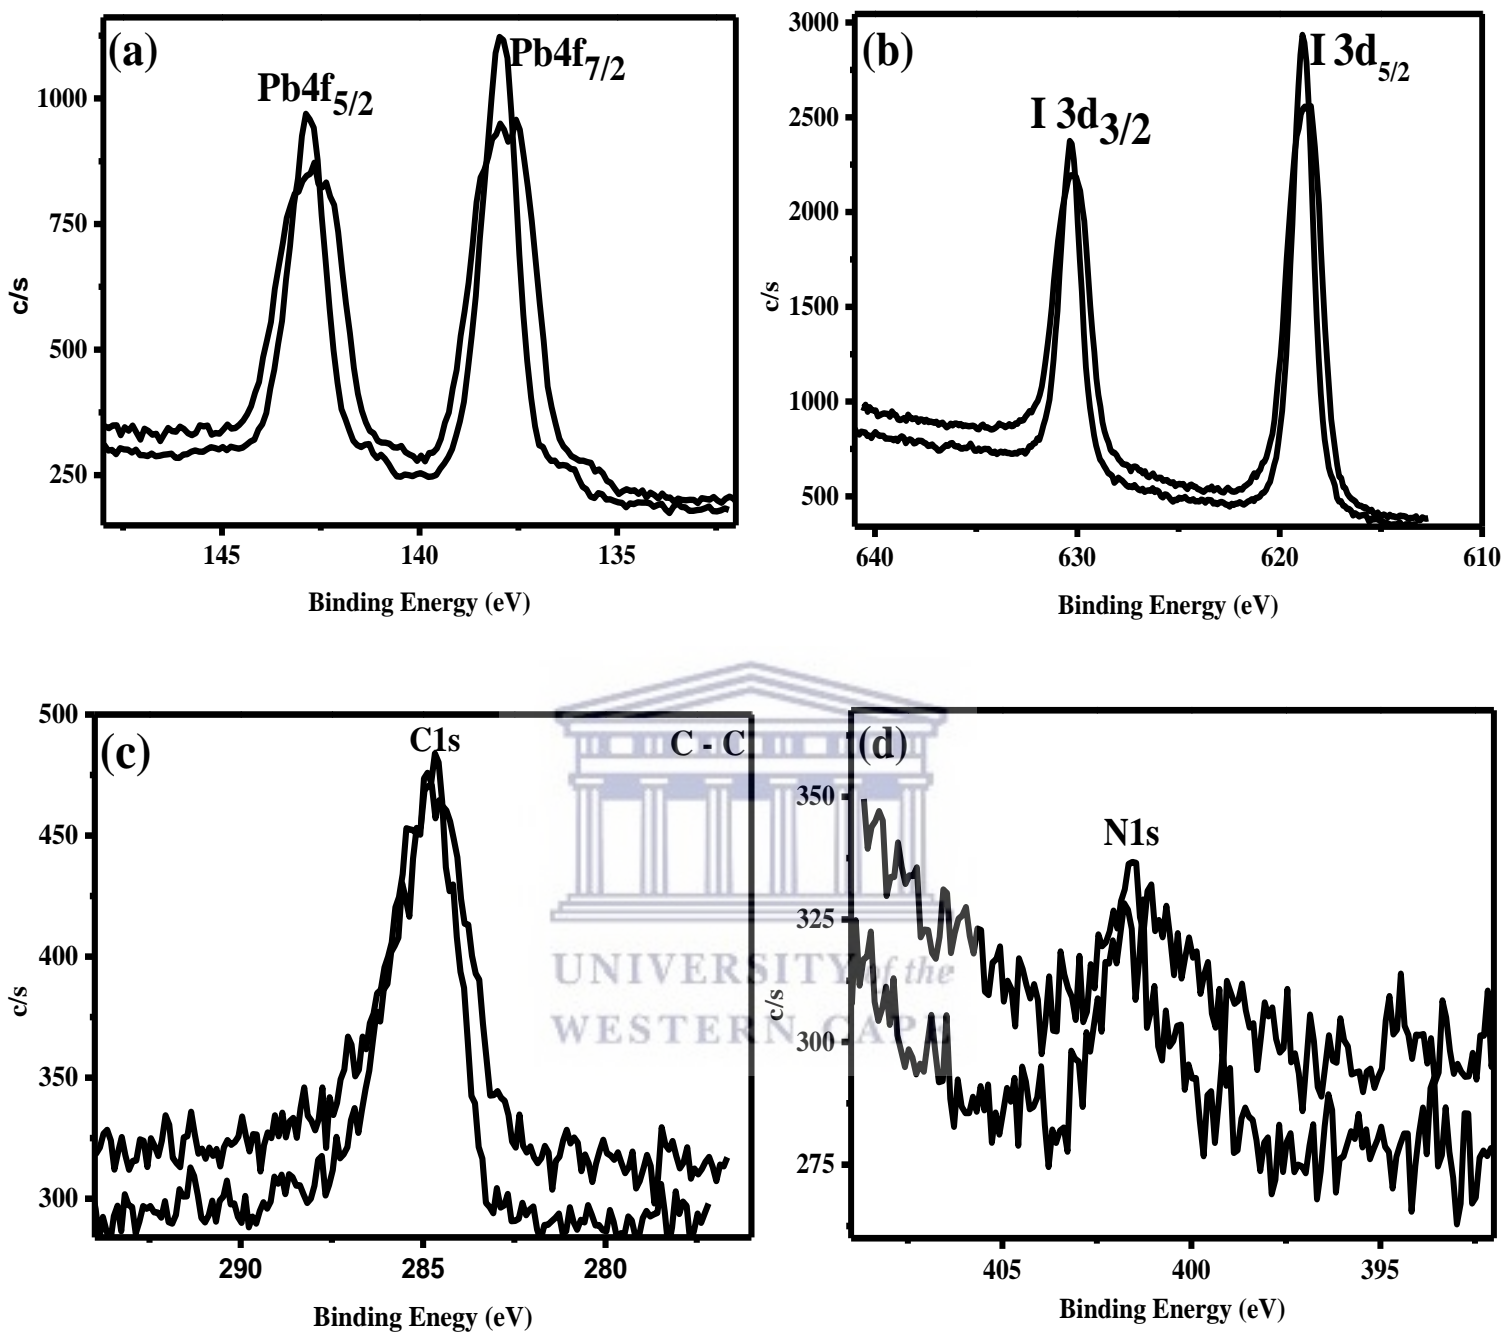 (a)
Pb4f5/2
Pb4f7/2
1000
750
500
250
c/s
145 140 135
Binding Energy (eV)
(b)
I 3d3/2
I 3d5/2
3000
2500
2000
1500
1000
500
c/s
640 630 620 610
Binding Energy (eV)
(c)
C1s
C - C
500
450
400
350
300
c/s
290 285 280
Binding Enegy (eV)
(d)
N1s
350
325
300
275
c/s
405 400 395
Binding Energy (eV)
UNIVERSITY of the
WESTERN CAPE